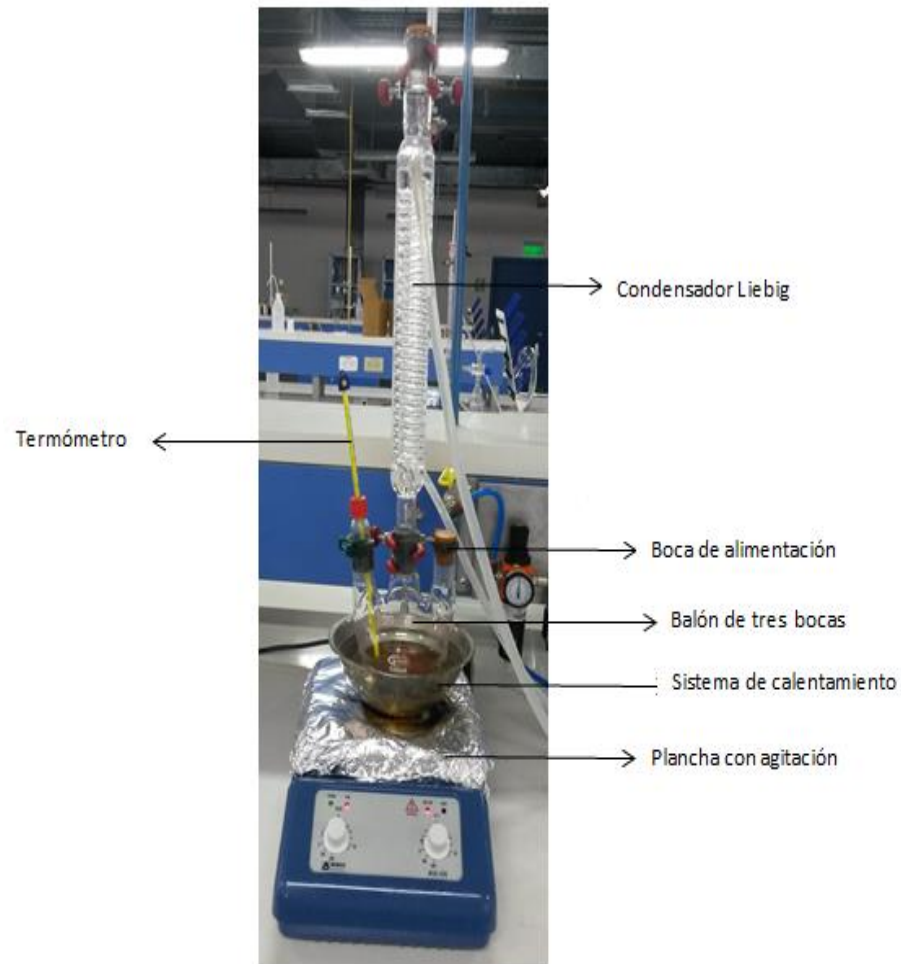 Condensador Liebig
Termómetro
Boca de alimentación
Balón de tres bocas
Sistema de calentamiento
Plancha con agitación